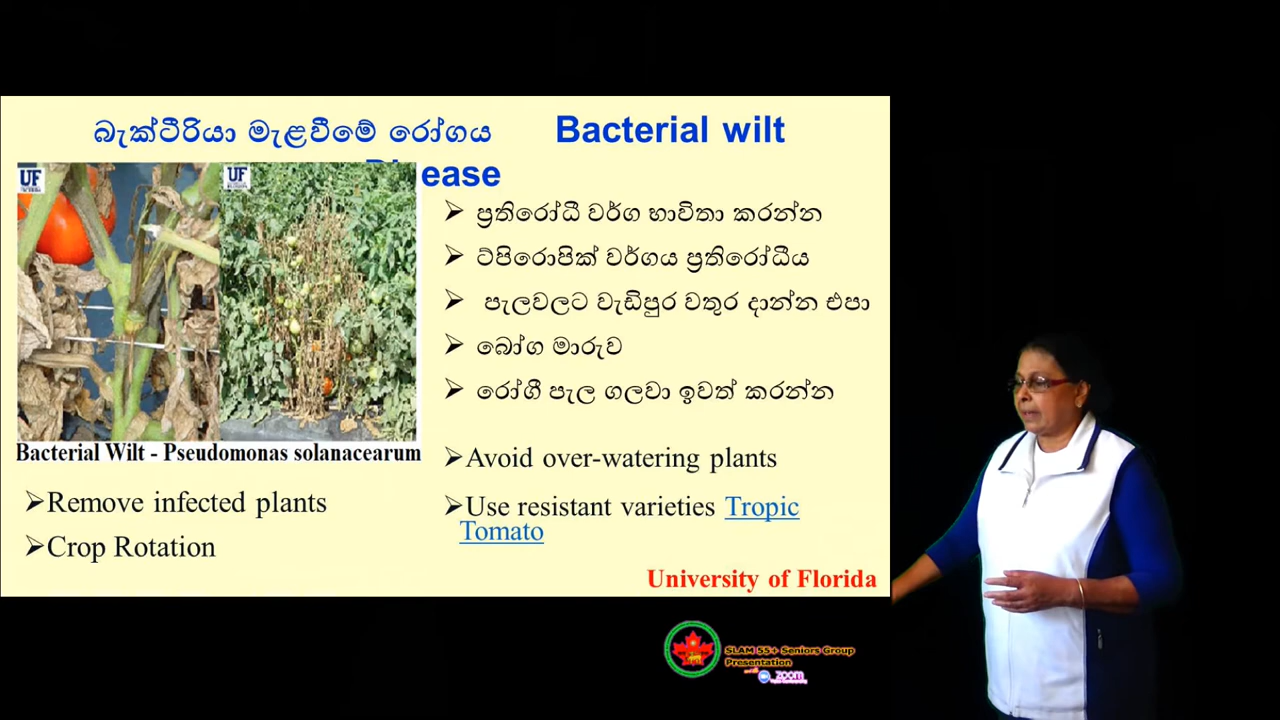 බැක්ටීරියා මැළවීමේ රෝගය Bacterial wilt
ease
UF
UF
➢ ප්‍රතිරෝධී වර්ග භාවිතා කරන්න
➢ ට්පිරොපික් වර්ගය ප්‍රතිරෝධීය
➢ පැලවලට වැඩිපුර වතුර දාන්න එපා
➢ බෝග මාරුව
➢ රෝගී පැල ගලවා ඉවත් කරන්න
Bacterial Wilt - Pseudomonas solanacearum
➢Remove infected plants
➢Crop Rotation
➢Avoid over-watering plants
➢Use resistant varieties Tropic
Tomato
University of Florida
SLAM 55+ Seniors Group
Presentation
zoom